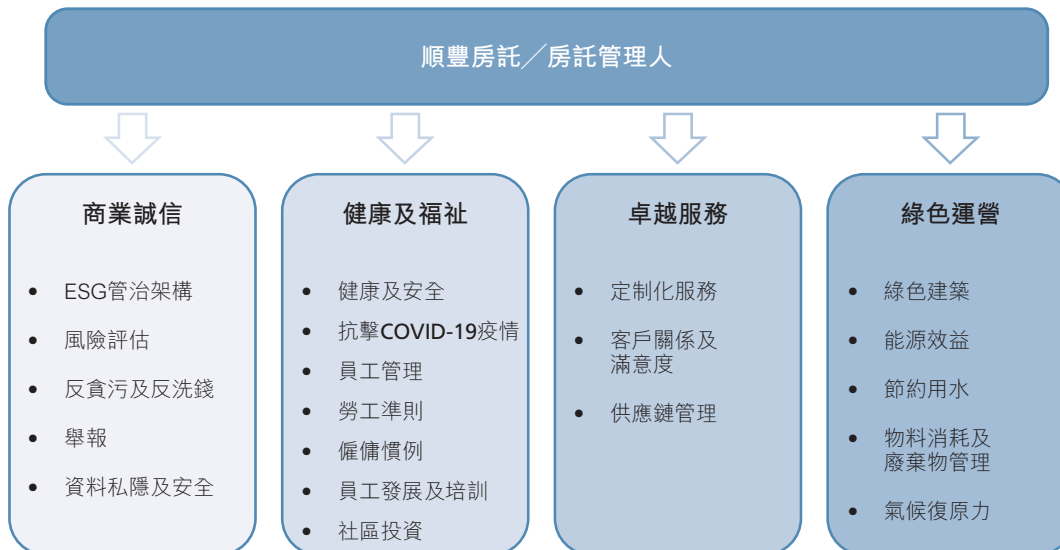 順豐房託／房託管理人
商業誠信
• ESG管治架構
• 風險評估
• 反貪污及反洗錢
• 舉報
• 資料私隱及安全
健康及福祉
• 健康及安全
• 抗擊COVID-19疫情
• 員工管理
• 勞工準則
• 僱傭慣例
• 員工發展及培訓
• 社區投資
卓越服務
• 定制化服務
• 客戶關係及
滿意度
• 供應鏈管理
綠色運營
• 綠色建築
• 能源效益
• 節約用水
• 物料消耗及
廢棄物管理
• 氣候復原力